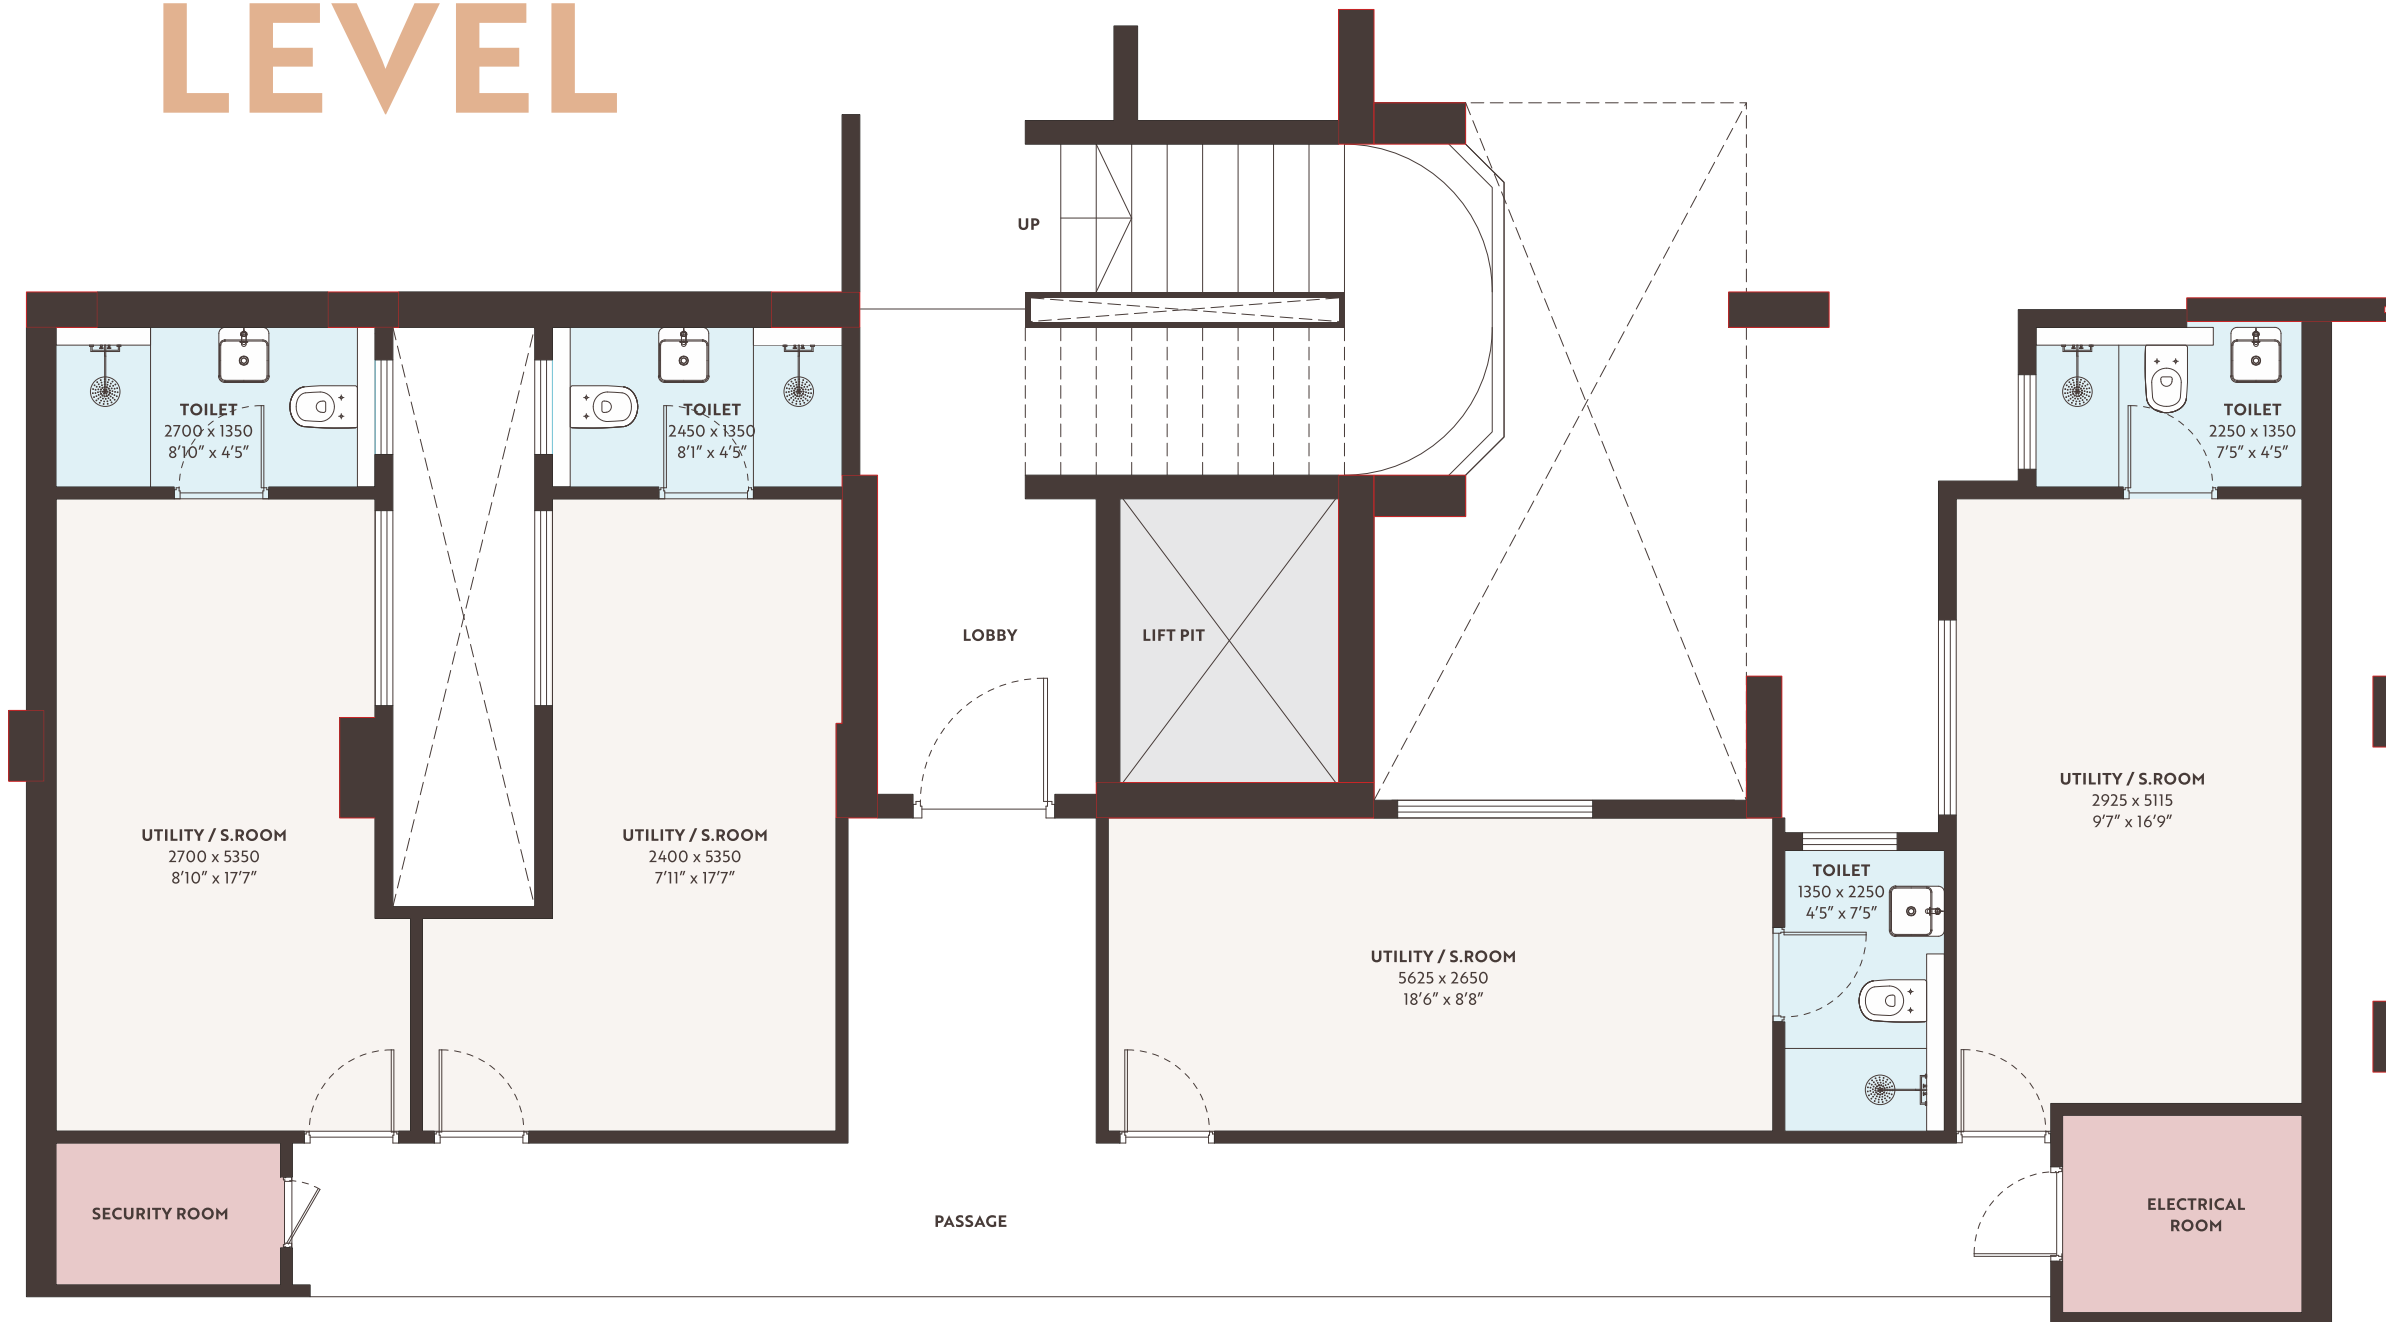 LEVEL
UP
TOILET
2700 x 1350
8'10" x 4'5"
TOILET
2450 x 1350
8'1" x 4'5"
TOILET
2250 x 1350
7'5" x 4'5"
LOBBY
LIFT PIT
UTILITY / S.ROOM
2700 x 5350
8'10" x 17'7"
UTILITY / S.ROOM
2400 x 5350
7'11" x 17'7"
UTILITY / S.ROOM
2925 x 5115
9'7" x 16'9"
TOILET
1350 x 2250
4'5" x 7'5"
UTILITY / S.ROOM
5625 x 2650
18'6" x 8'8"
SECURITY ROOM
PASSAGE
ELECTRICAL
ROOM